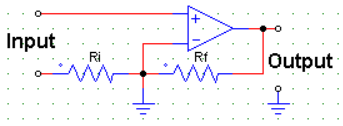 +
Input
−
Ri
Rf
Output